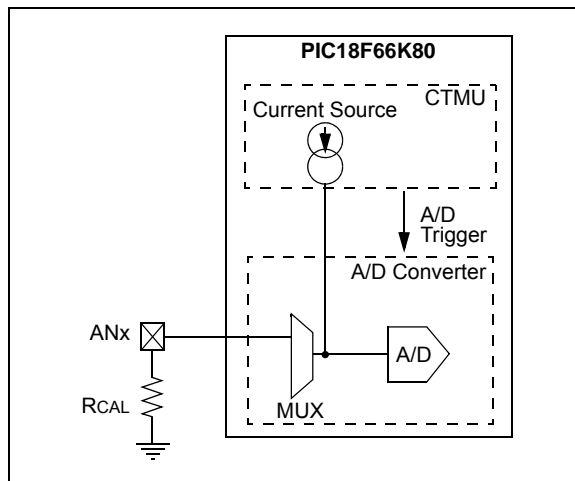 PIC18F66K80
CTMU
Current Source
A/D
Trigger
A/D Converter
ANx
A/D
RCAL
MUX